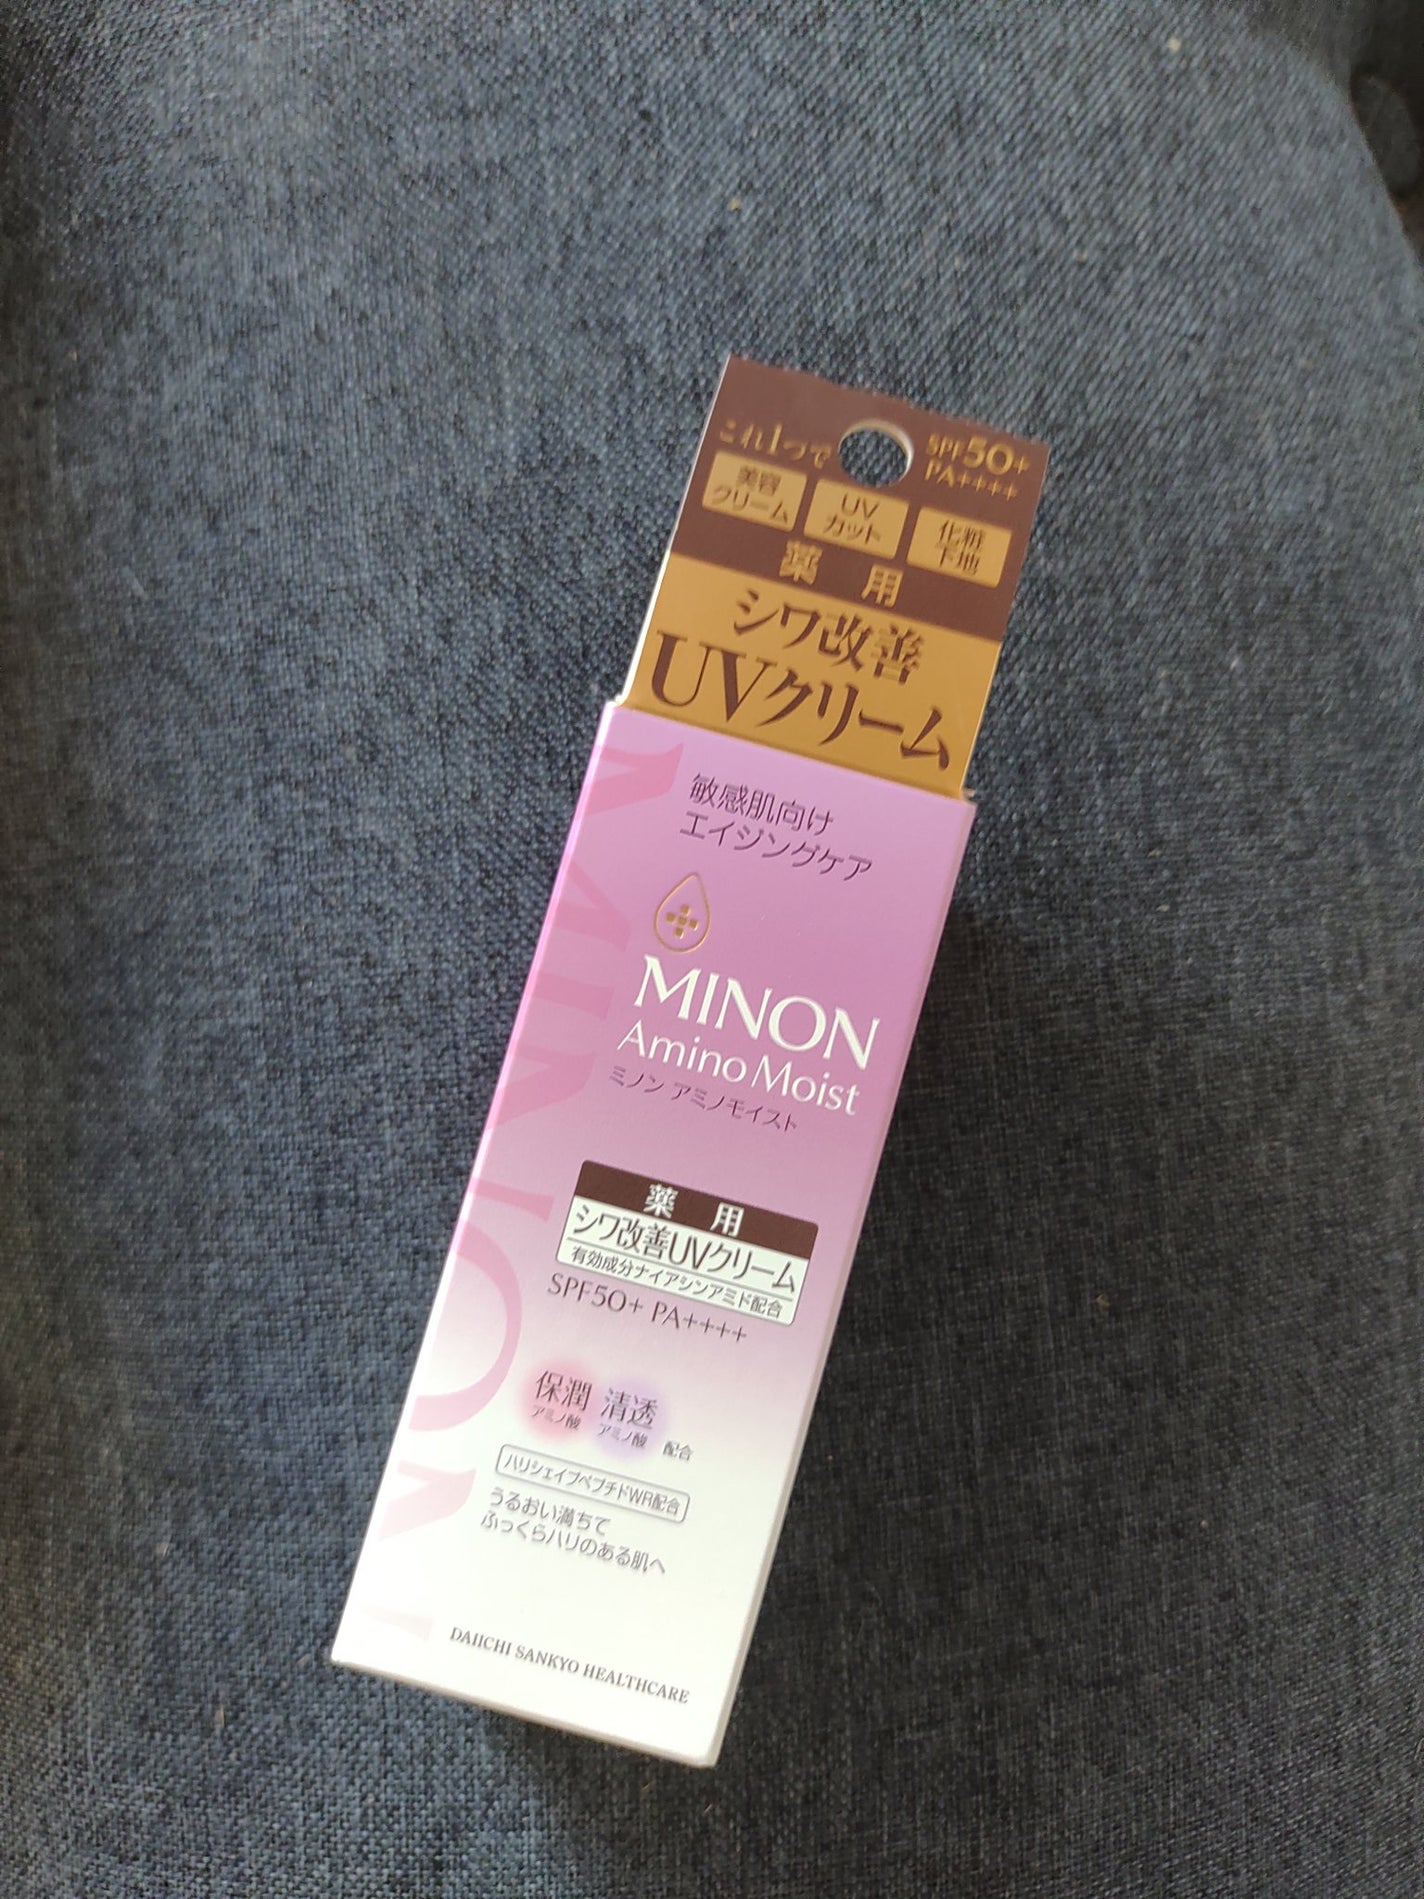 これ1つで
SPF50+
PA++++
美容
クリーム
UV
カット
化粧
下地
薬用
シワ改善
UVクリーム
敏感肌向け
エイジングケア
MINON
Amino Moist
ミノン アミノモイスト
薬用
シワ改善UVクリーム
有効成分ナイアシンアミド配合
SPF50+ PA++++
保潤 清透
アミノ酸 アミノ酸 配合
ハリシェイプペプチドWR配合
うるおい満ちて
ふっくらハリのある肌へ
DAIICHI SANKYO HEALTHCARE
MINON